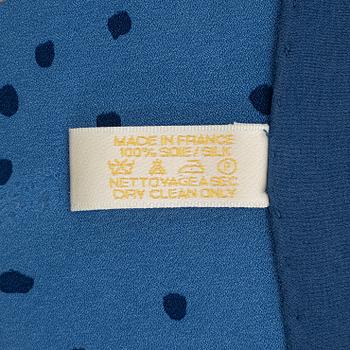 MADE IN FRANCE
100% SOIE / SILK
NETTOYAGE A SEC
DRY CLEAN ONLY